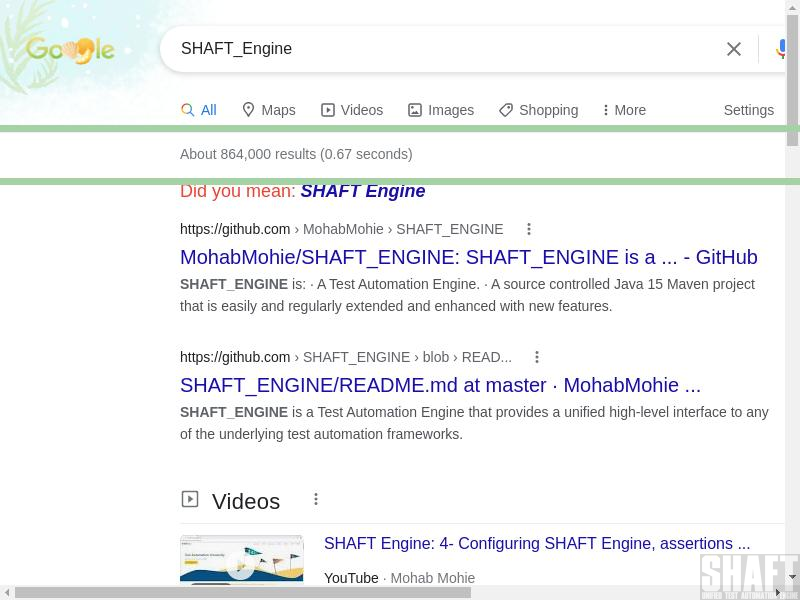 Google
SHAFT_Engine
All
Maps
Videos
Images
Shopping
More
Settings
About 864,000 results (0.67 seconds)
Did you mean: SHAFT Engine
https://github.com › MohabMohie › SHAFT_ENGINE
MohabMohie/SHAFT_ENGINE: SHAFT_ENGINE is a ... - GitHub
SHAFT_ENGINE is: · A Test Automation Engine. · A source controlled Java 15 Maven project
that is easily and regularly extended and enhanced with new features.
https://github.com › SHAFT_ENGINE › blob › READ...
SHAFT_ENGINE/README.md at master · MohabMohie ...
SHAFT_ENGINE is a Test Automation Engine that provides a unified high-level interface to any
of the underlying test automation frameworks.
Videos
SHAFT Engine: 4- Configuring SHAFT Engine, assertions ...
YouTube · Mohab Mohie
SHAFT